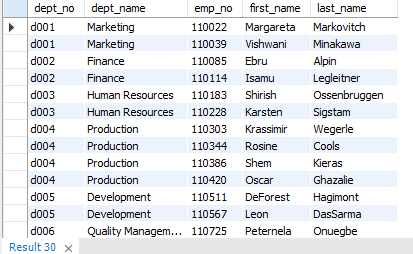 dept_no dept_name emp_no first_name last_name
d001 Marketing 110022 Margareta Markovitch
d001 Marketing 110039 Vishwani Minakawa
d002 Finance 110085 Ebru Alpin
d002 Finance 110114 Isamu Legleitner
d003 Human Resources 110183 Shirish Ossenbruggen
d003 Human Resources 110228 Karsten Sigstam
d004 Production 110303 Krassimir Wegerle
d004 Production 110344 Rosine Cools
d004 Production 110386 Shem Kieras
d004 Production 110420 Oscar Ghazalie
d005 Development 110511 DeForest Hagimont
d005 Development 110567 Leon DasSarma
d006 Quality Managem... 110725 Peternela Onuegbe
Result 30